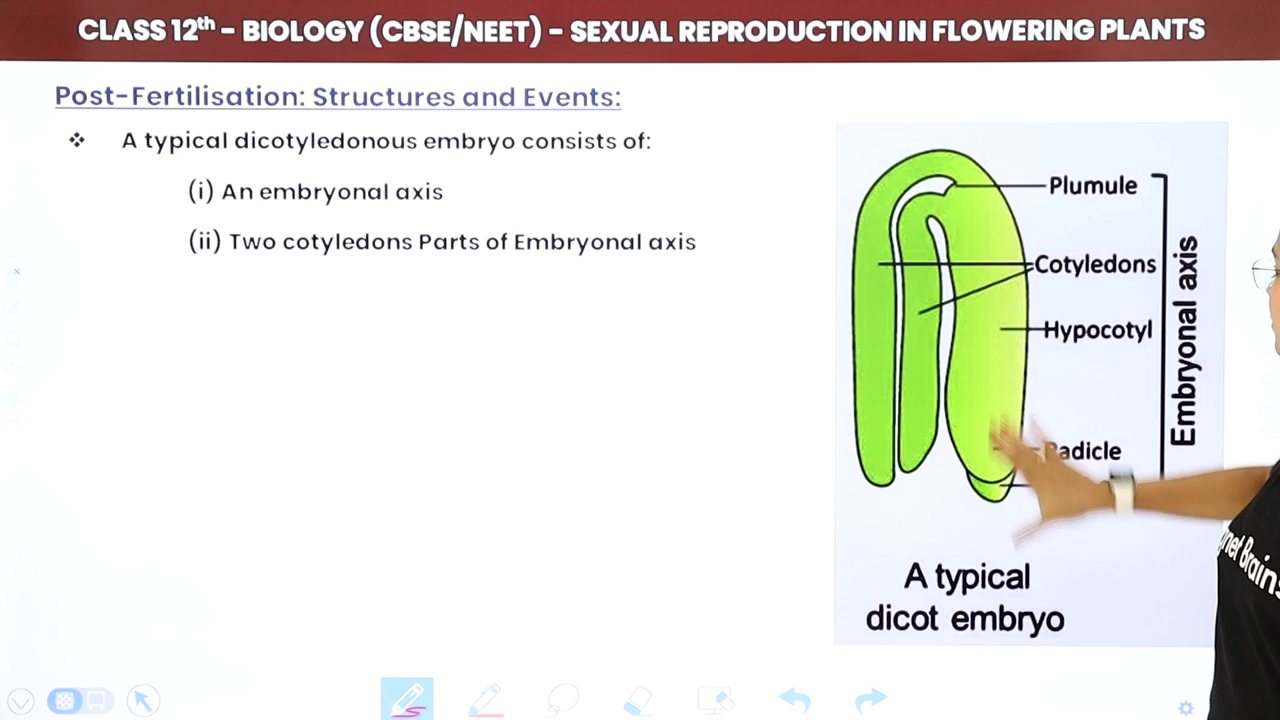 CLASS 12th – BIOLOGY (CBSE/NEET) – SEXUAL REPRODUCTION IN FLOWERING PLANTS
Post-Fertilisation: Structures and Events:
❖ A typical dicotyledonous embryo consists of:
(i) An embryonal axis
(ii) Two cotyledons Parts of Embryonal axis
Plumule
Cotyledons
Hypocotyl
Radicle
Embryonal axis
A typical
dicot embryo
Brains